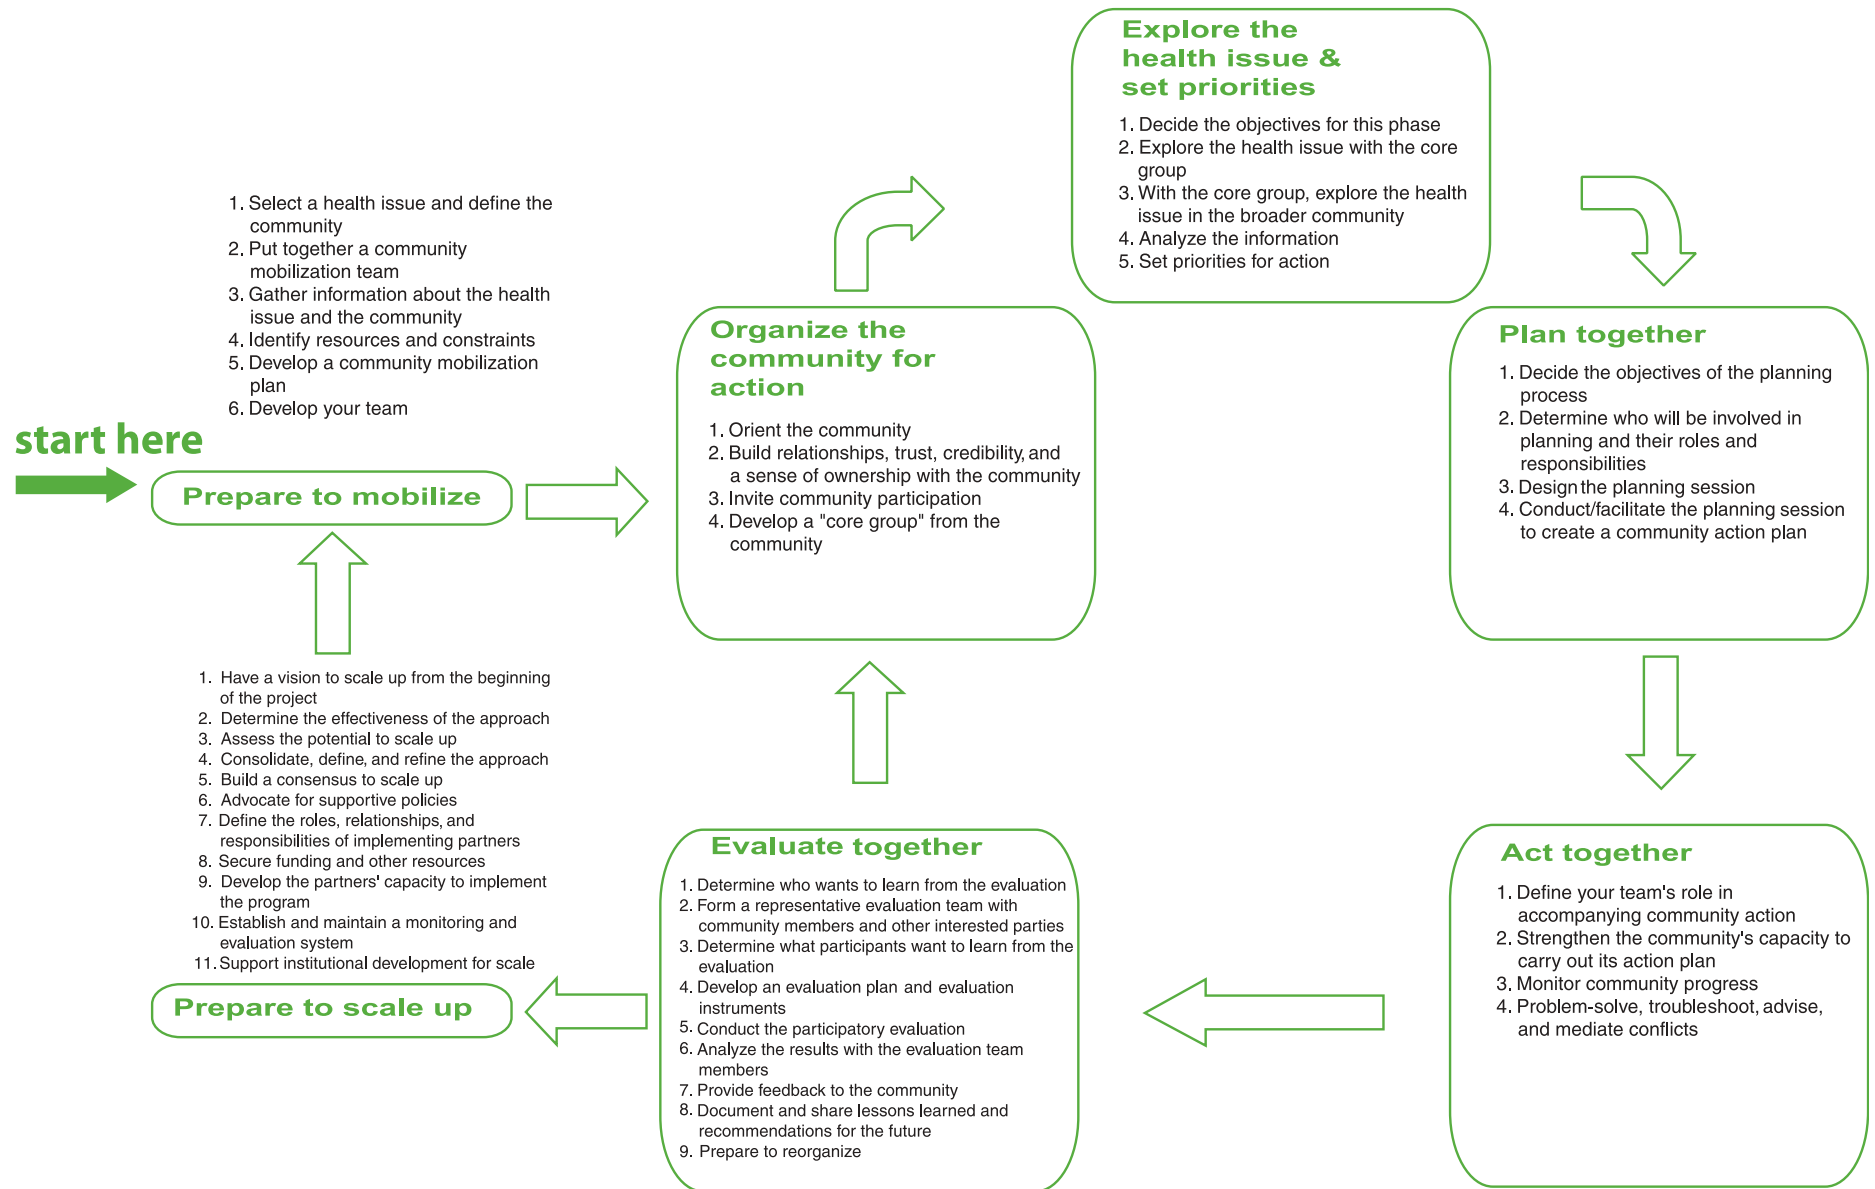 start here
Prepare to mobilize
1. Select a health issue and define the
community
2. Put together a community
mobilization team
3. Gather information about the health
issue and the community
4. Identify resources and constraints
5. Develop a community mobilization
plan
6. Develop your team
Organize the
community for
action
1. Orient the community
2. Build relationships, trust, credibility, and
a sense of ownership with the community
3. Invite community participation
4. Develop a "core group" from the
community
Explore the
health issue &
set priorities
1. Decide the objectives for this phase
2. Explore the health issue with the core
group
3. With the core group, explore the health
issue in the broader community
4. Analyze the information
5. Set priorities for action
Plan together
1. Decide the objectives of the planning
process
2. Determine who will be involved in
planning and their roles and
responsibilities
3. Design the planning session
4. Conduct/facilitate the planning session
to create a community action plan
Act together
1. Define your team's role in
accompanying community action
2. Strengthen the community's capacity to
carry out its action plan
3. Monitor community progress
4. Problem-solve, troubleshoot, advise,
and mediate conflicts
Evaluate together
1. Determine who wants to learn from the evaluation
2. Form a representative evaluation team with
community members and other interested parties
3. Determine what participants want to learn from the
evaluation
4. Develop an evaluation plan and evaluation
instruments
5. Conduct the participatory evaluation
6. Analyze the results with the evaluation team
members
7. Provide feedback to the community
8. Document and share lessons learned and
recommendations for the future
9. Prepare to reorganize
Prepare to scale up
1. Have a vision to scale up from the beginning
of the project
2. Determine the effectiveness of the approach
3. Assess the potential to scale up
4. Consolidate, define, and refine the approach
5. Build a consensus to scale up
6. Advocate for supportive policies
7. Define the roles, relationships, and
responsibilities of implementing partners
8. Secure funding and other resources
9. Develop the partners' capacity to implement
the program
10. Establish and maintain a monitoring and
evaluation system
11. Support institutional development for scale